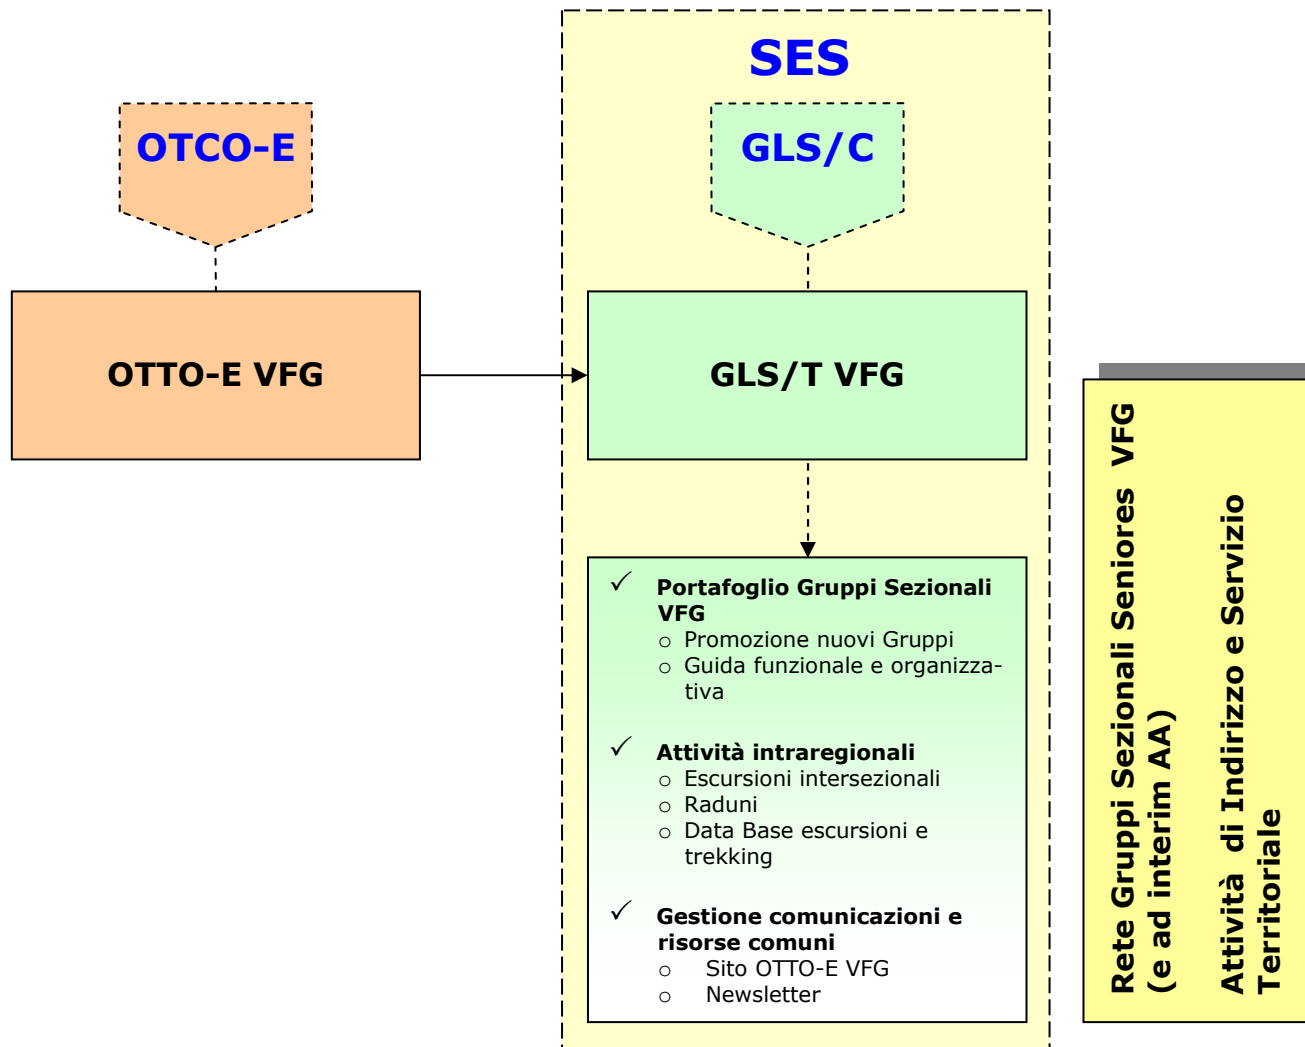 SES
OTCO-E
GLS/C
OTTO-E VFG
GLS/T VFG
✓ Portafoglio Gruppi Sezionali
VFG
o Promozione nuovi Gruppi
o Guida funzionale e organizza-
tiva
✓ Attività intraregionali
o Escursioni intersezionali
o Raduni
o Data Base escursioni e
trekking
✓ Gestione comunicazioni e
risorse comuni
o Sito OTTO-E VFG
o Newsletter
Rete Gruppi Sezionali Seniores VFG
(e ad interim AA)
Attività di Indirizzo e Servizio
Territoriale